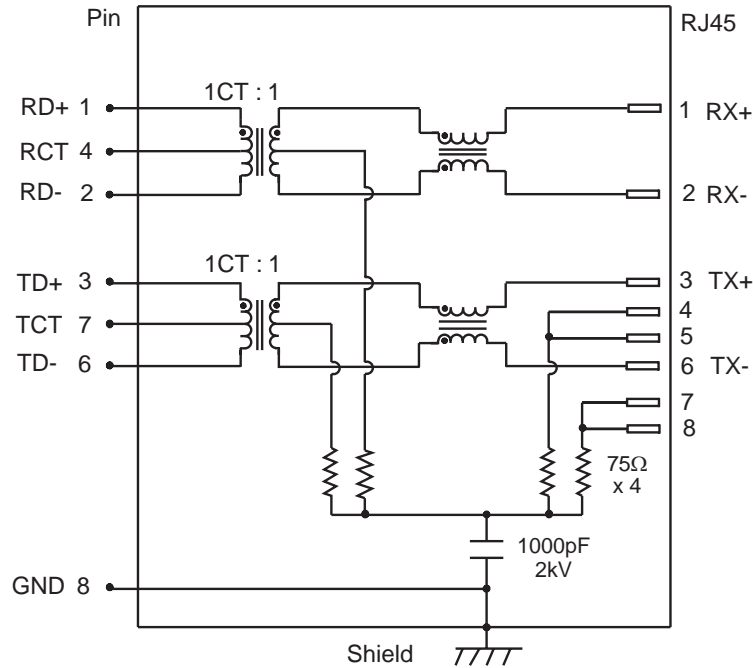 Pin
RJ45
1CT : 1
RD+ 1
1 RX+
RCT 4
RD- 2
2 RX-
1CT : 1
TD+ 3
3 TX+
4
TCT 7
5
TD- 6
6 TX-
7
8
75Ω
x 4
1000pF
2kV
GND 8
Shield